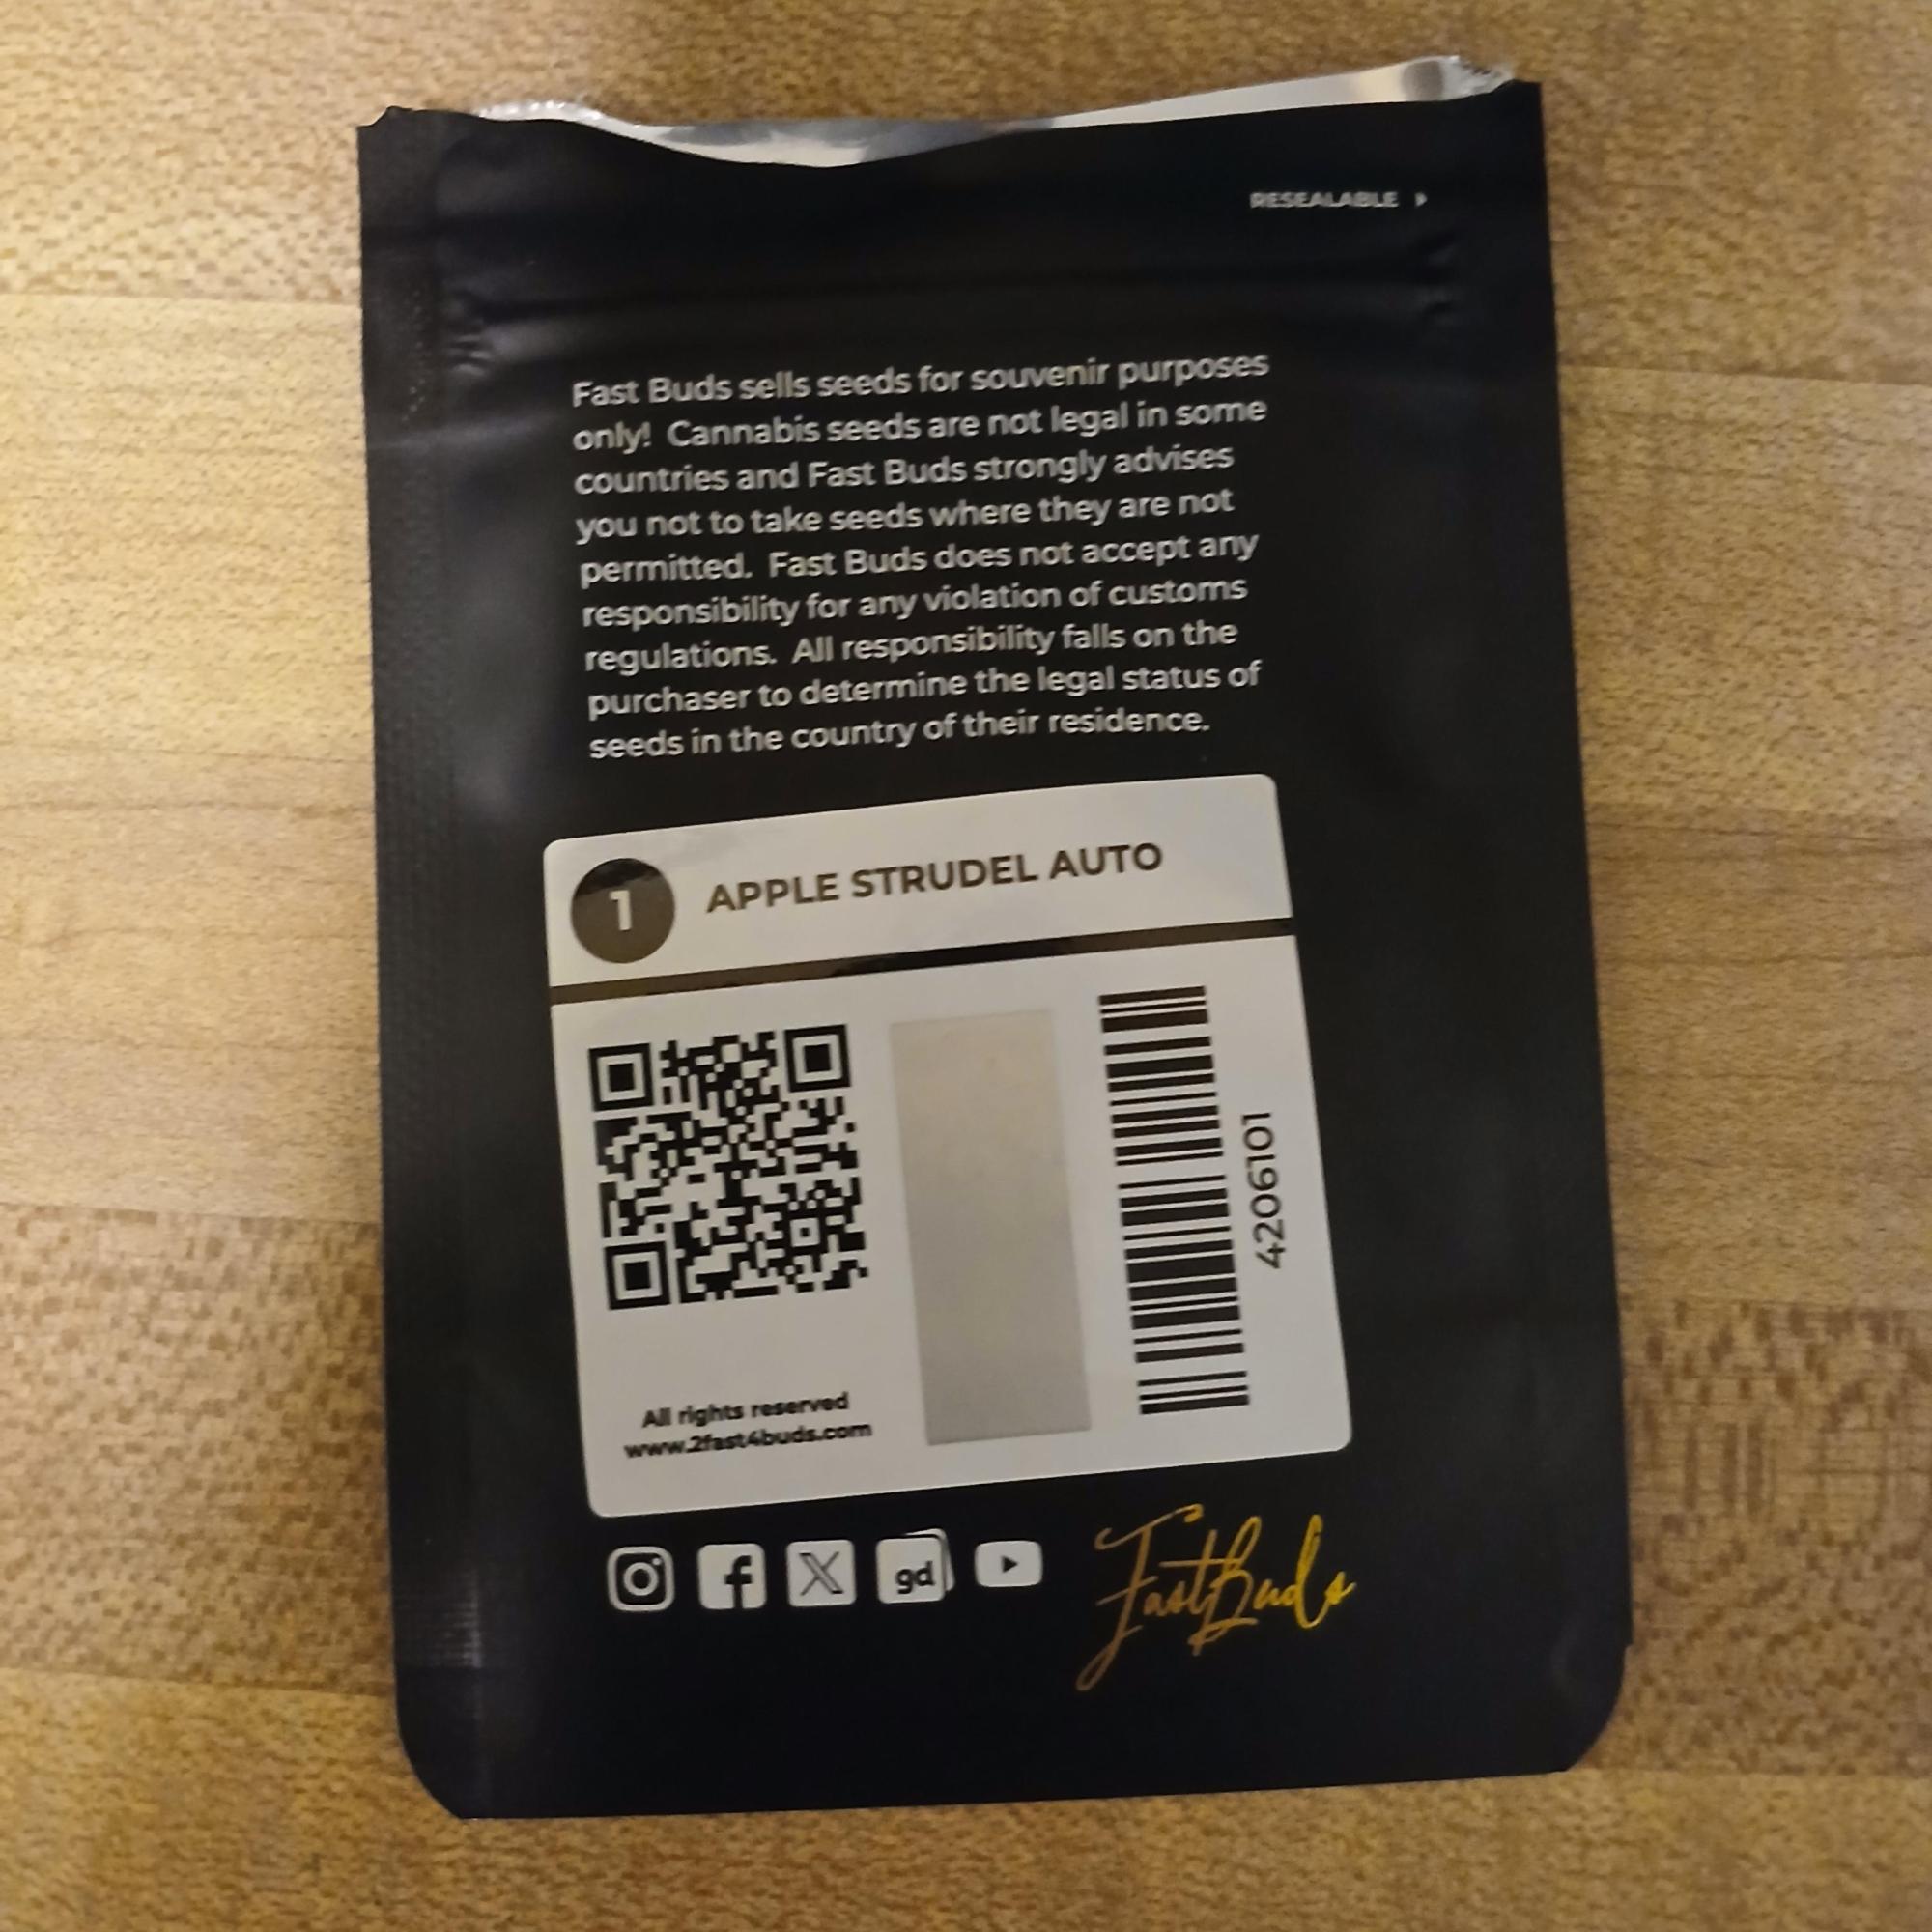 RESEALABLE
Fast Buds sells seeds for souvenir purposes
only! Cannabis seeds are not legal in some
countries and Fast Buds strongly advises
you not to take seeds where they are not
permitted. Fast Buds does not accept any
responsibility for any violation of customs
regulations. All responsibility falls on the
purchaser to determine the legal status of
seeds in the country of their residence.
1 APPLE STRUDEL AUTO
4206101
All rights reserved
www.2fast4buds.com
gd
FastBuds